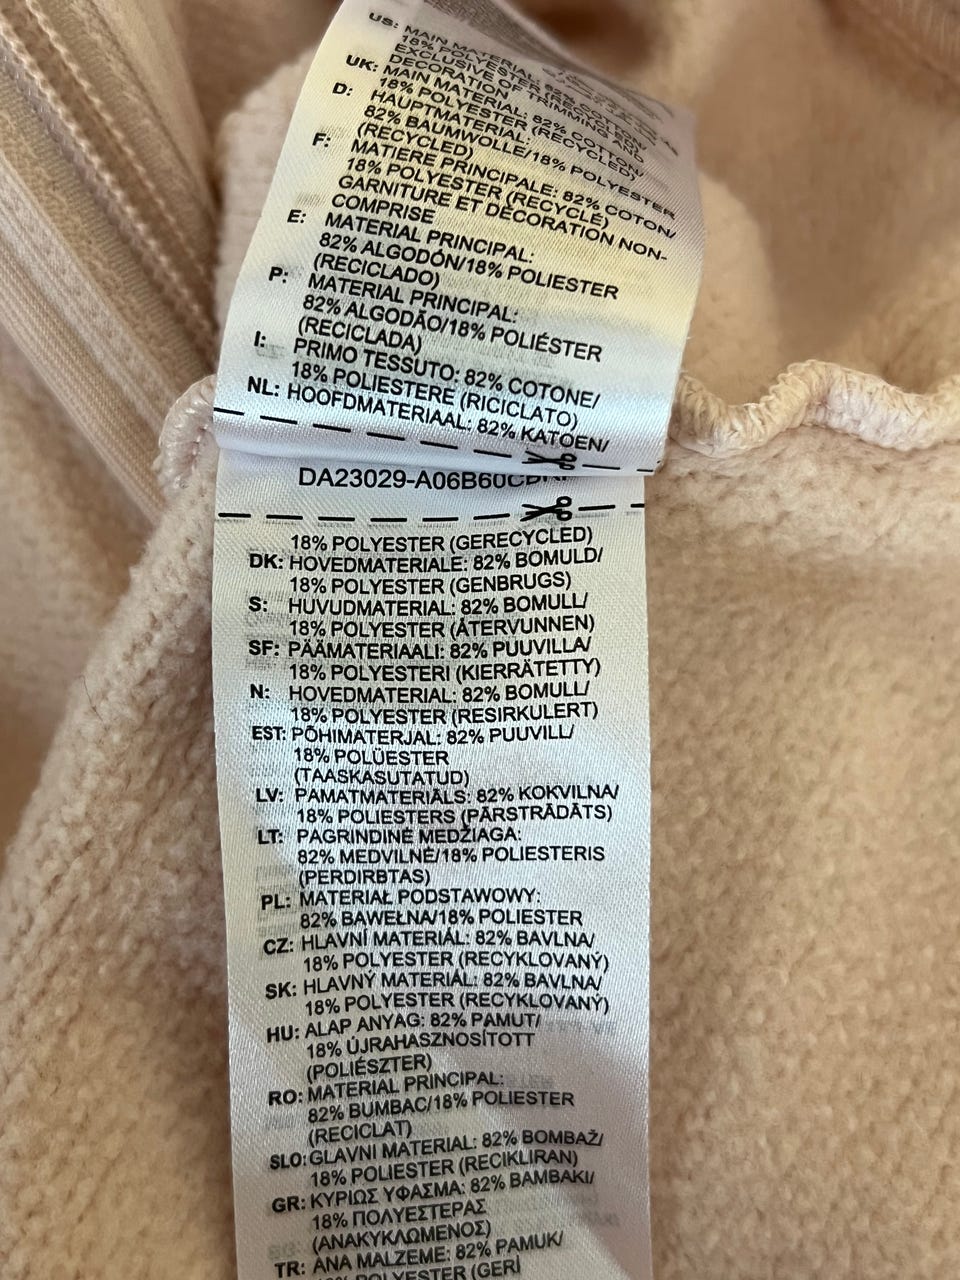 US: MAIN MATERIAL: 82% COTTON/
18% POLYESTER (RECYCLED)
EXCLUSIVE OF TRIMMING AND
DECORATION
UK: MAIN MATERIAL: 82% COTTON/
18% POLYESTER (RECYCLED)
D: HAUPTMATERIAL:
82% BAUMWOLLE/18% POLYESTER
(RECYCLED)
F: MATIERE PRINCIPALE: 82% COTON/
18% POLYESTER (RECYCLÉ)
GARNITURE ET DÉCORATION NON-
COMPRISE
E: MATERIAL PRINCIPAL:
82% ALGODÓN/18% POLIESTER
(RECICLADO)
P: MATERIAL PRINCIPAL:
82% ALGODÃO/18% POLIÉSTER
(RECICLADA)
I: PRIMO TESSUTO: 82% COTONE/
18% POLIESTERE (RICICLATO)
NL: HOOFDMATERIAAL: 82% KATOEN/
18% POLYESTER (GERECYCLED)
DK: HOVEDMATERIALE: 82% BOMULD/
18% POLYESTER (GENBRUGS)
S: HUVUDMATERIAL: 82% BOMULL/
18% POLYESTER (ÅTERVUNNEN)
SF: PÄÄMATERIAALI: 82% PUUVILLA/
18% POLYESTERI (KIERRÄTETTY)
N: HOVEDMATERIAL: 82% BOMULL/
18% POLYESTER (RESIRKULERT)
EST: PÕHIMATERJAL: 82% PUUVILL/
18% POLÜESTER
(TAASKASUTATUD)
LV: PAMATMATERIĀLS: 82% KOKVILNA/
18% POLIESTERS (PĀRSTRĀDĀTS)
LT: PAGRINDINĖ MEDŽIAGA:
82% MEDVILNĖ/18% POLIESTERIS
(PERDIRBTAS)
PL: MATERIAŁ PODSTAWOWY:
82% BAWEŁNA/18% POLIESTER
CZ: HLAVNÍ MATERIÁL: 82% BAVLNA/
18% POLYESTER (RECYKLOVANÝ)
SK: HLAVNÝ MATERIÁL: 82% BAVLNA/
18% POLYESTER (RECYKLOVANÝ)
HU: ALAP ANYAG: 82% PAMUT/
18% ÚJRAHASZNOSÍTOTT
(POLIÉSZTER)
RO: MATERIAL PRINCIPAL:
82% BUMBAC/18% POLIESTER
(RECICLAT)
SLO: GLAVNI MATERIAL: 82% BOMBAŽ/
18% POLIESTER (RECIKLIRAN)
GR: ΚΥΡΙΩΣ ΥΦΑΣΜΑ: 82% ΒΑΜΒΑΚΙ/
18% ΠΟΛΥΕΣΤΕΡΑΣ
(ΑΝΑΚΥΚΛΩΜΕΝΟΣ)
TR: ANA MALZEME: 82% PAMUK/
POLYESTER (GERİ